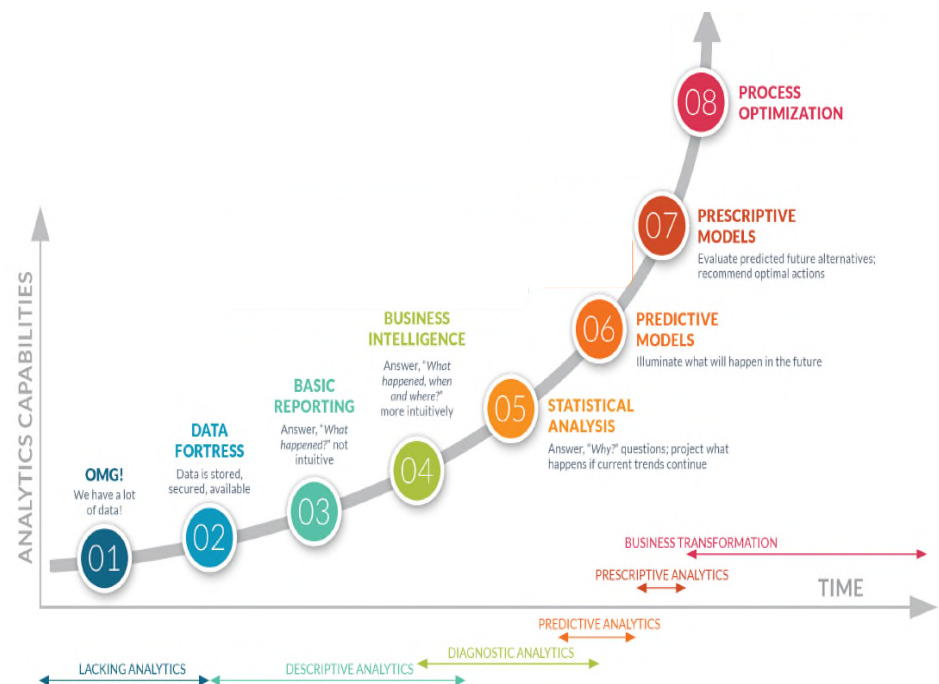 08
PROCESS
OPTIMIZATION
07
PRESCRIPTIVE
MODELS
Evaluate predicted future alternatives;
recommend optimal actions
06
PREDICTIVE
MODELS
Illuminate what will happen in the future
BUSINESS
INTELLIGENCE
Answer, "What
happened, when
and where?"
more intuitively
04
05
STATISTICAL
ANALYSIS
Answer, "Why?" questions; project what
happens if current trends continue
BASIC
REPORTING
Answer, "What
happened?" not
intuitive
03
DATA
FORTRESS
Data is stored,
secured, available
02
OMG!
We have a lot
of data!
01
ANALYTICS CAPABILITIES
BUSINESS TRANSFORMATION
PRESCRIPTIVE ANALYTICS
TIME
PREDICTIVE ANALYTICS
DIAGNOSTIC ANALYTICS
LACKING ANALYTICS
DESCRIPTIVE ANALYTICS